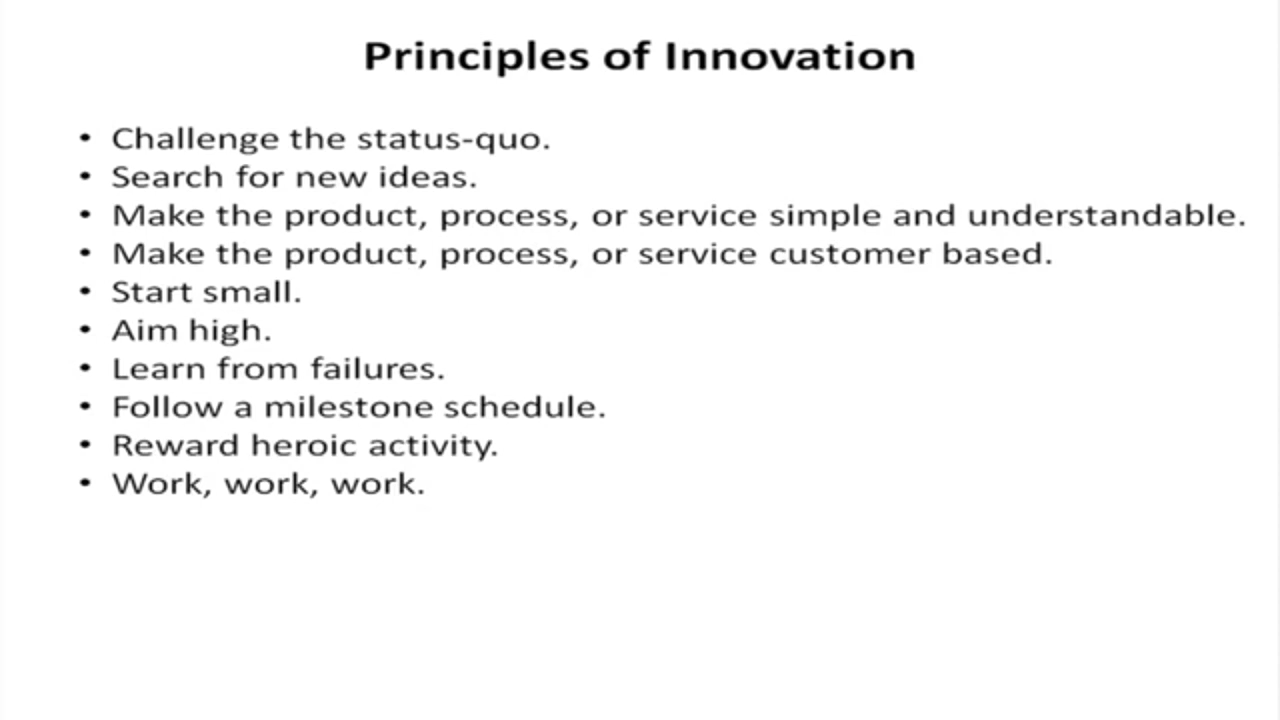 Principles of Innovation
• Challenge the status-quo.
• Search for new ideas.
• Make the product, process, or service simple and understandable.
• Make the product, process, or service customer based.
• Start small.
• Aim high.
• Learn from failures.
• Follow a milestone schedule.
• Reward heroic activity.
• Work, work, work.